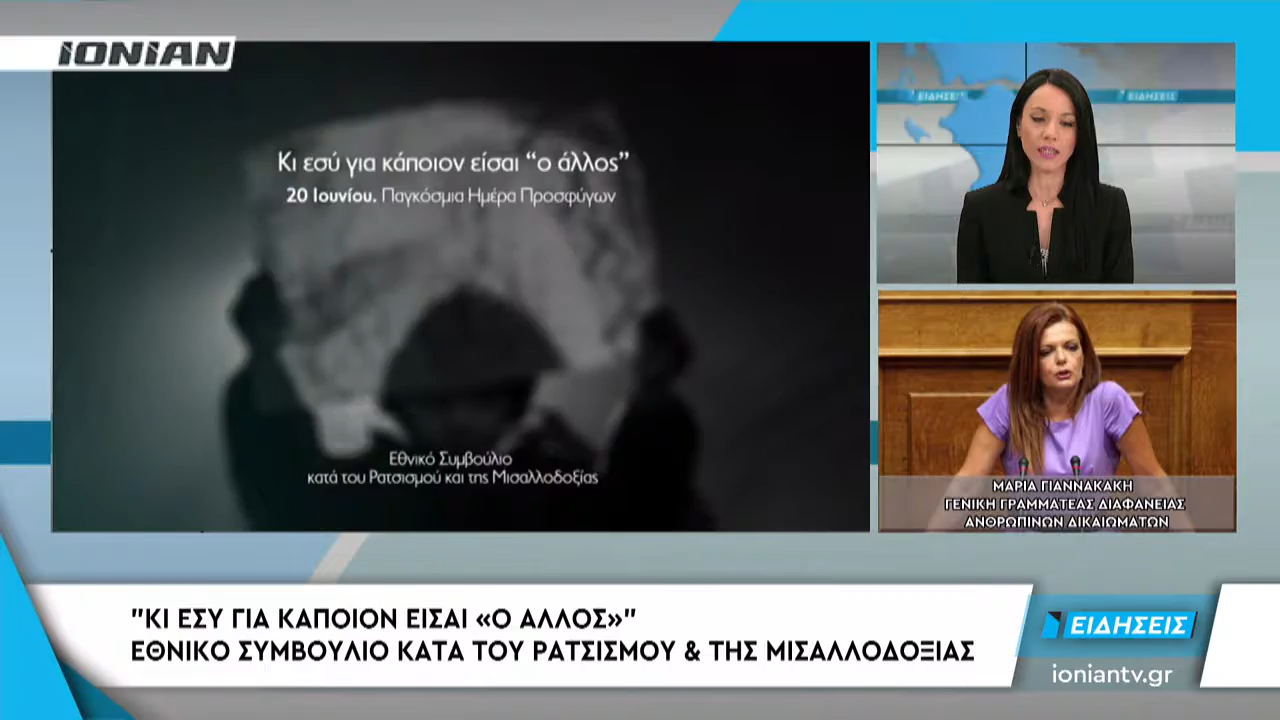 IONIAN
Κι εσύ για κάποιον είσαι “ο άλλος”
20 Ιουνίου. Παγκόσμια Ημέρα Προσφύγων
Εθνικό Συμβούλιο
κατά του Ρατσισμού και της Μισαλλοδοξίας
ΕΙΔΗΣΕΙΣ
ΕΙΔΗΣΕΙΣ
ΜΑΡΙΑ ΓΙΑΝΝΑΚΑΚΗ
ΓΕΝΙΚΗ ΓΡΑΜΜΑΤΕΑΣ ΔΙΑΦΑΝΕΙΑΣ
ΑΝΘΡΩΠΙΝΩΝ ΔΙΚΑΙΩΜΑΤΩΝ
"ΚΙ ΕΣΥ ΓΙΑ ΚΑΠΟΙΟΝ ΕΙΣΑΙ «Ο ΑΛΛΟΣ»"
ΕΘΝΙΚΟ ΣΥΜΒΟΥΛΙΟ ΚΑΤΑ ΤΟΥ ΡΑΤΣΙΣΜΟΥ & ΤΗΣ ΜΙΣΑΛΛΟΔΟΞΙΑΣ
ΕΙΔΗΣΕΙΣ
ioniantv.gr